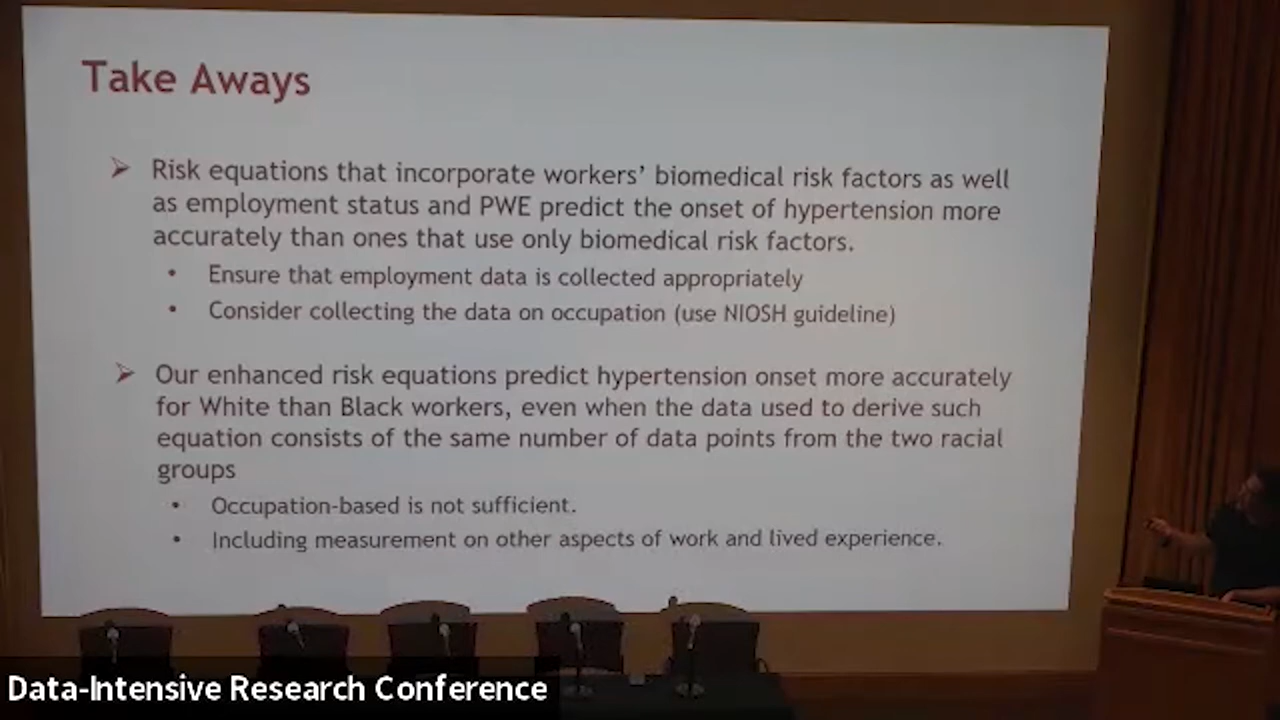 Take Aways
➢ Risk equations that incorporate workers' biomedical risk factors as well
as employment status and PWE predict the onset of hypertension more
accurately than ones that use only biomedical risk factors.
• Ensure that employment data is collected appropriately
• Consider collecting the data on occupation (use NIOSH guideline)
➢ Our enhanced risk equations predict hypertension onset more accurately
for White than Black workers, even when the data used to derive such
equation consists of the same number of data points from the two racial
groups
• Occupation-based is not sufficient.
• Including measurement on other aspects of work and lived experience.
Data-Intensive Research Conference